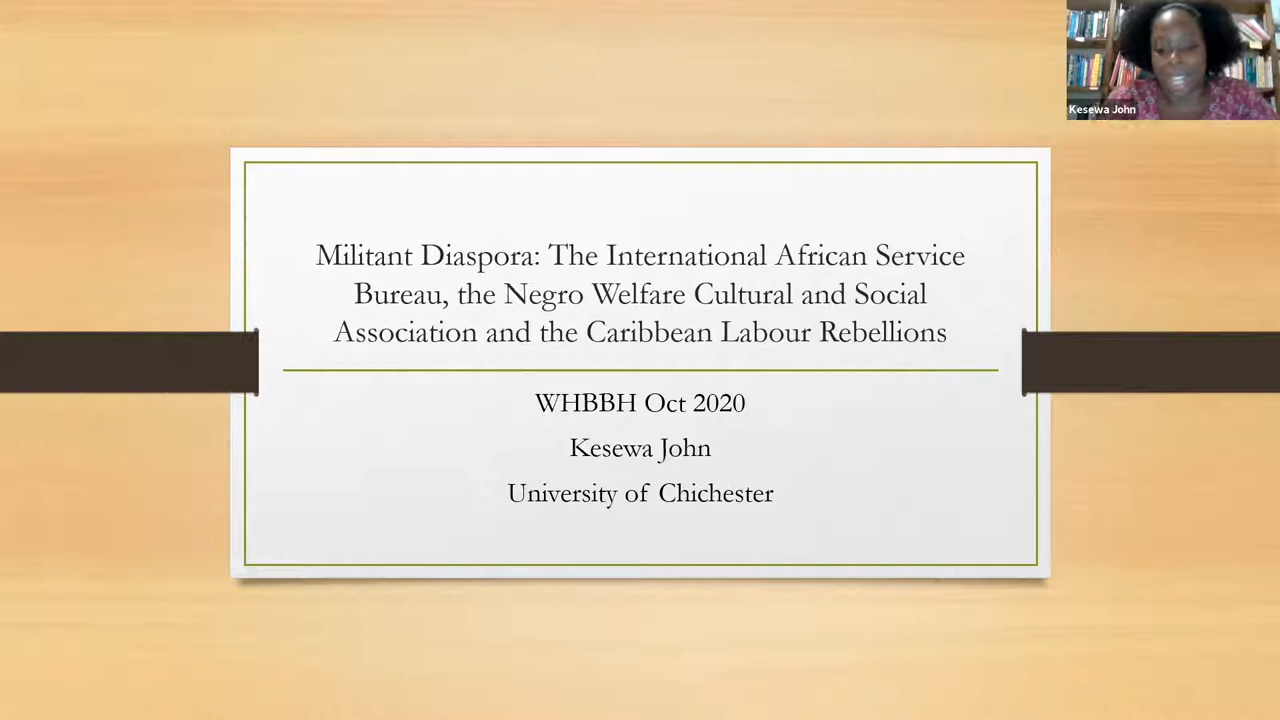 Kesewa John
Militant Diaspora: The International African Service
Bureau, the Negro Welfare Cultural and Social
Association and the Caribbean Labour Rebellions
WHBBH Oct 2020
Kesewa John
University of Chichester